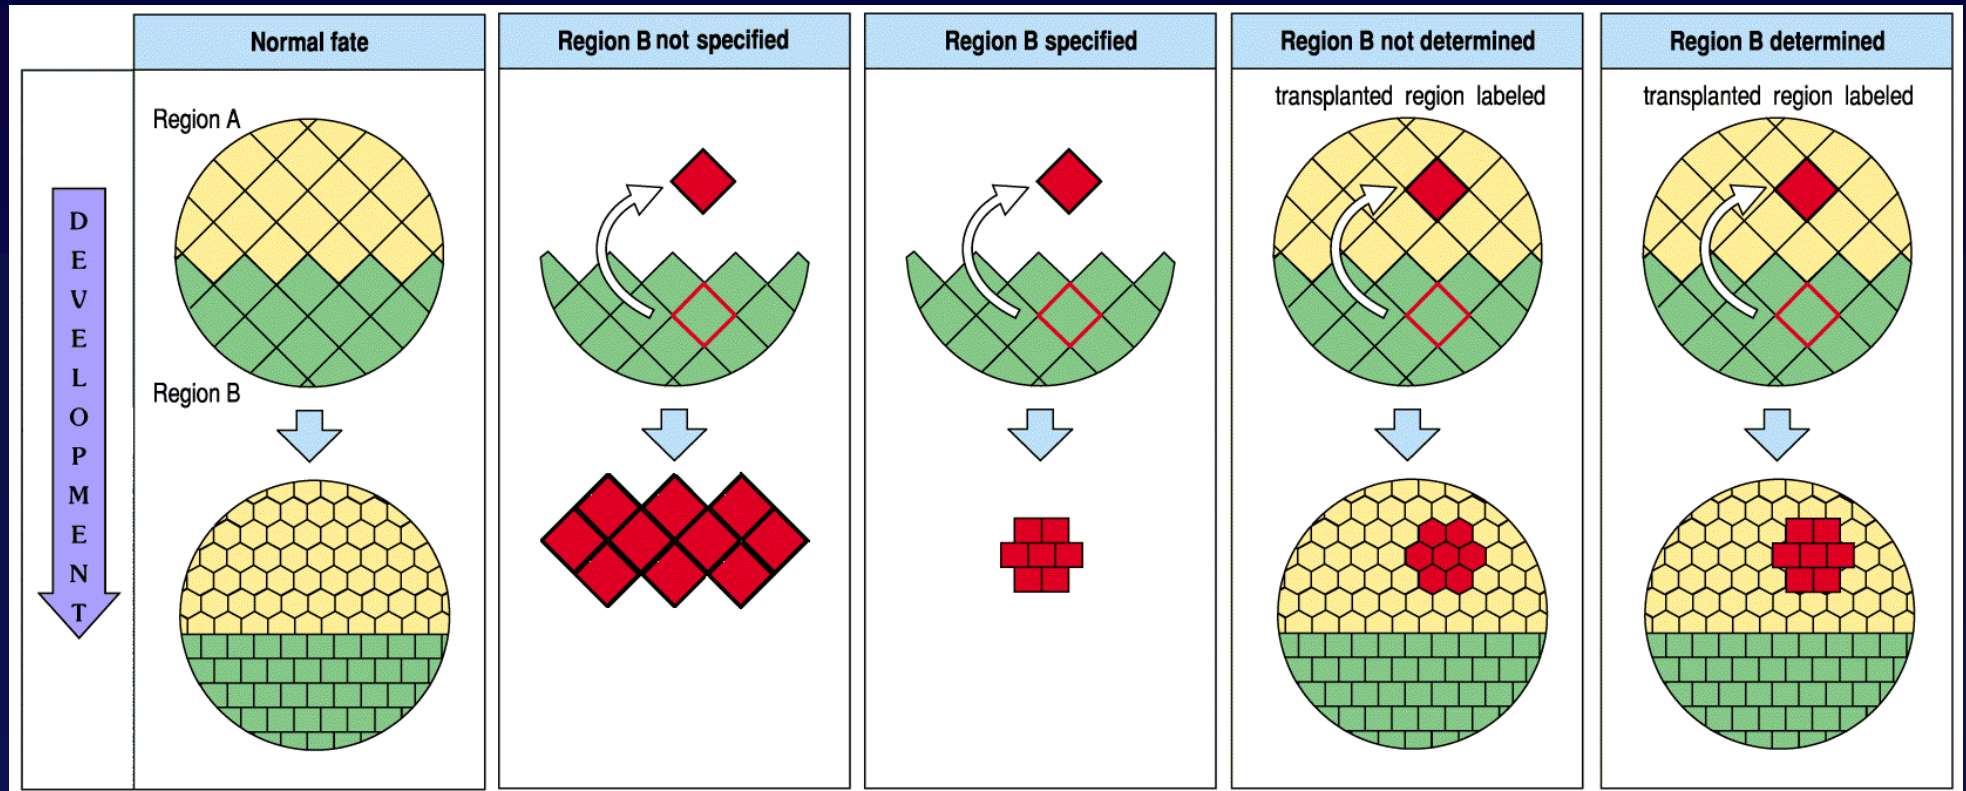 Normal fate
Region B not specified
Region B specified
Region B not determined
Region B determined
Region A
Region B
transplanted region labeled
transplanted region labeled
DEVELOPMENT